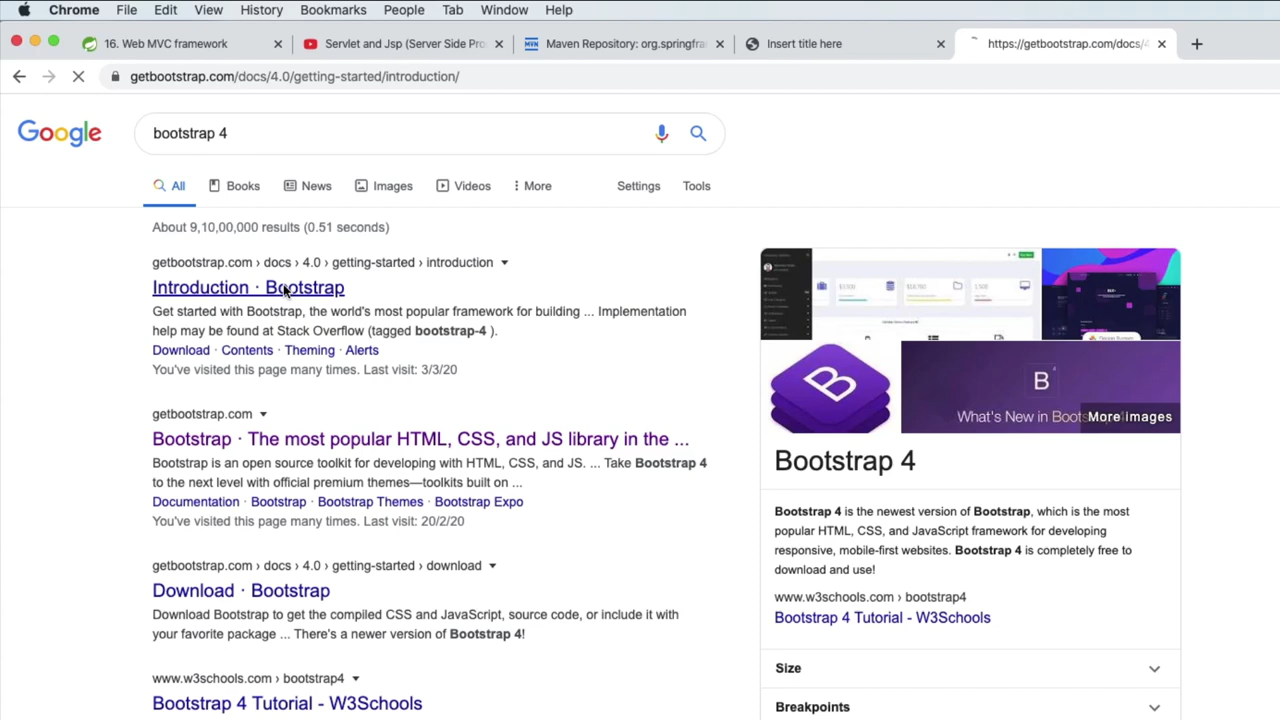 Chrome File Edit View History Bookmarks People Tab Window Help
16. Web MVC framework
Servlet and Jsp (Server Side Pro
MVN Maven Repository: org.springfra
Insert title here
https://getbootstrap.com/docs/4
getbootstrap.com/docs/4.0/getting-started/introduction/
Google
bootstrap 4
All Books News Images Videos More Settings Tools
About 9,10,00,000 results (0.51 seconds)
getbootstrap.com › docs › 4.0 › getting-started › introduction
Introduction · Bootstrap
Get started with Bootstrap, the world's most popular framework for building ... Implementation
help may be found at Stack Overflow (tagged bootstrap-4 ).
Download · Contents · Theming · Alerts
You've visited this page many times. Last visit: 3/3/20
getbootstrap.com
Bootstrap · The most popular HTML, CSS, and JS library in the ...
Bootstrap is an open source toolkit for developing with HTML, CSS, and JS. ... Take Bootstrap 4
to the next level with official premium themes—toolkits built on ...
Documentation · Bootstrap · Bootstrap Themes · Bootstrap Expo
You've visited this page many times. Last visit: 20/2/20
getbootstrap.com › docs › 4.0 › getting-started › download
Download · Bootstrap
Download Bootstrap to get the compiled CSS and JavaScript, source code, or include it with
your favorite package ... There's a newer version of Bootstrap 4!
www.w3schools.com › bootstrap4
Bootstrap 4 Tutorial - W3Schools
B
B
What's New in Boots
More images
Bootstrap 4
Bootstrap 4 is the newest version of Bootstrap, which is the most
popular HTML, CSS, and JavaScript framework for developing
responsive, mobile-first websites. Bootstrap 4 is completely free to
download and use!
www.w3schools.com › bootstrap4
Bootstrap 4 Tutorial - W3Schools
Size
Breakpoints